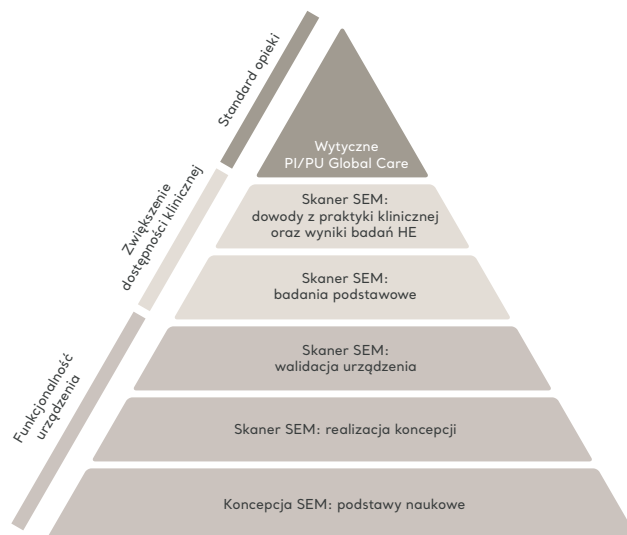 Standard opieki
Zwiększenie
dostępności klinicznej
Funkcjonalność
urządzenia
Wytyczne
PI/PU Global Care
Skaner SEM:
dowody z praktyki klinicznej
oraz wyniki badań HE
Skaner SEM:
badania podstawowe
Skaner SEM:
walidacja urządzenia
Skaner SEM: realizacja koncepcji
Koncepcja SEM: podstawy naukowe